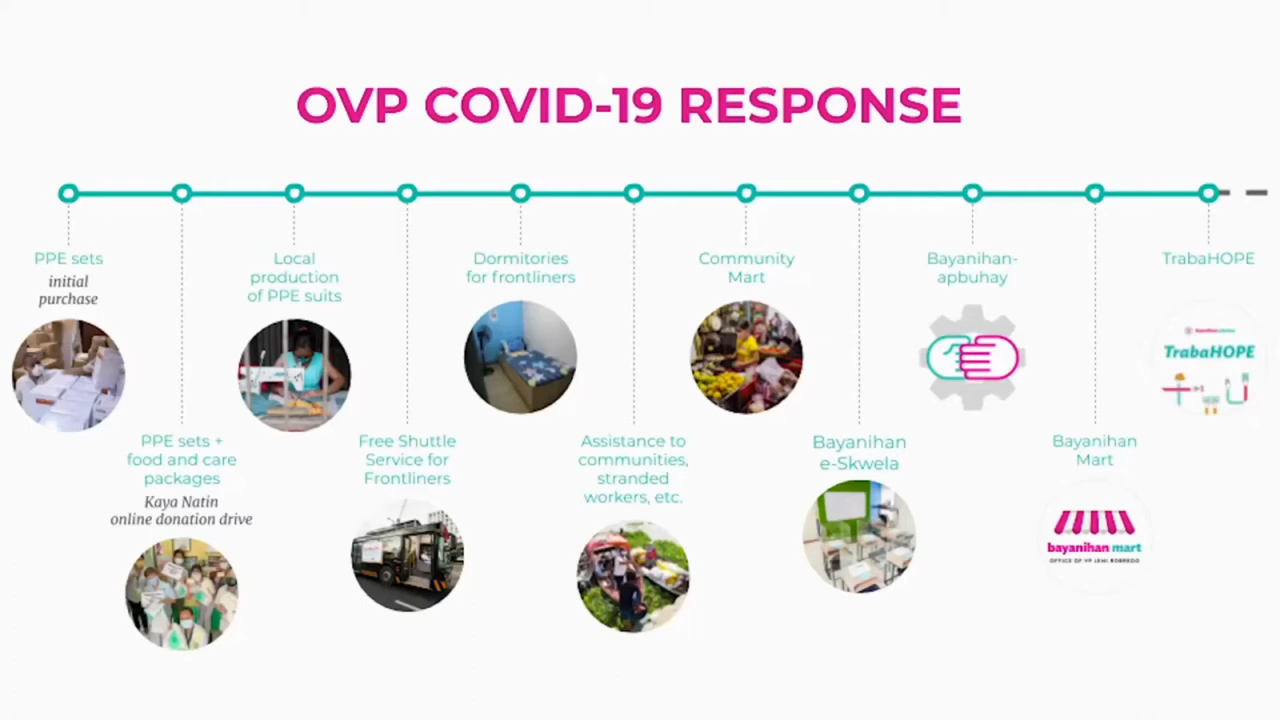 OVP COVID-19 RESPONSE
PPE sets
initial
purchase
PPE sets +
food and care
packages
Kaya Natin
online donation drive
Local
production
of PPE suits
Free Shuttle
Service for
Frontliners
Dormitories
for frontliners
Assistance to
communities,
stranded
workers, etc.
Community
Mart
Bayanihan
e-Skwela
Bayanihan-
apbuhay
Bayanihan
Mart
bayanihan mart
OFFICE OF VP LENI ROBREDO
TrabaHOPE
TrabaHOPE